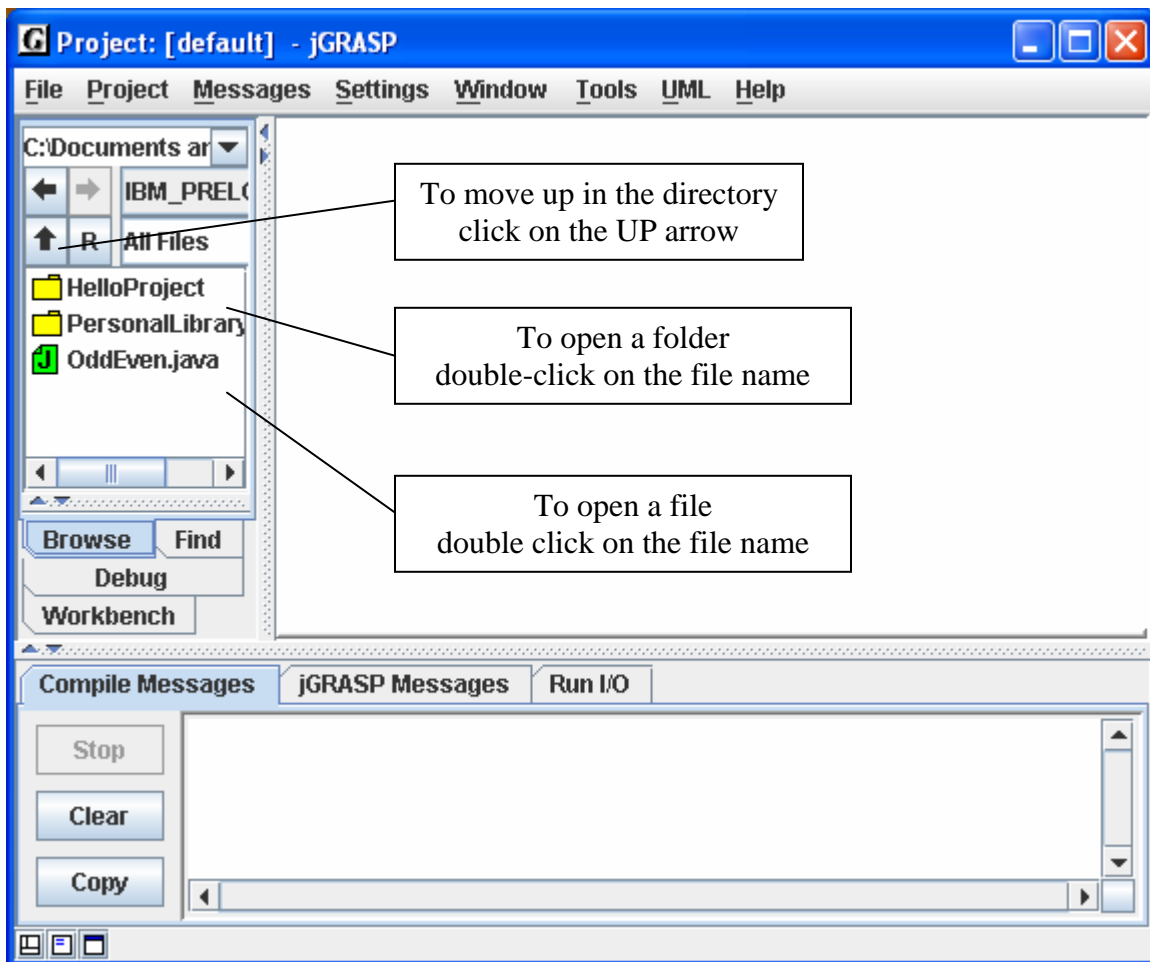 G Project: [default] - jGRASP
File Project Messages Settings Window Tools UML Help
C:\Documents ar
IBM_PRELO
R All Files
HelloProject
PersonalLibrary
J OddEven.java
To move up in the directory
click on the UP arrow
To open a folder
double-click on the file name
To open a file
double click on the file name
Browse Find
Debug
Workbench
Compile Messages jGRASP Messages Run I/O
Stop
Clear
Copy